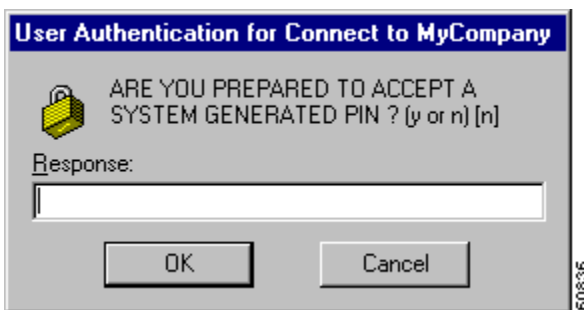 User Authentication for Connect to MyCompany
ARE YOU PREPARED TO ACCEPT A
SYSTEM GENERATED PIN ? (y or n) [n]
Response:
OK
Cancel
60836